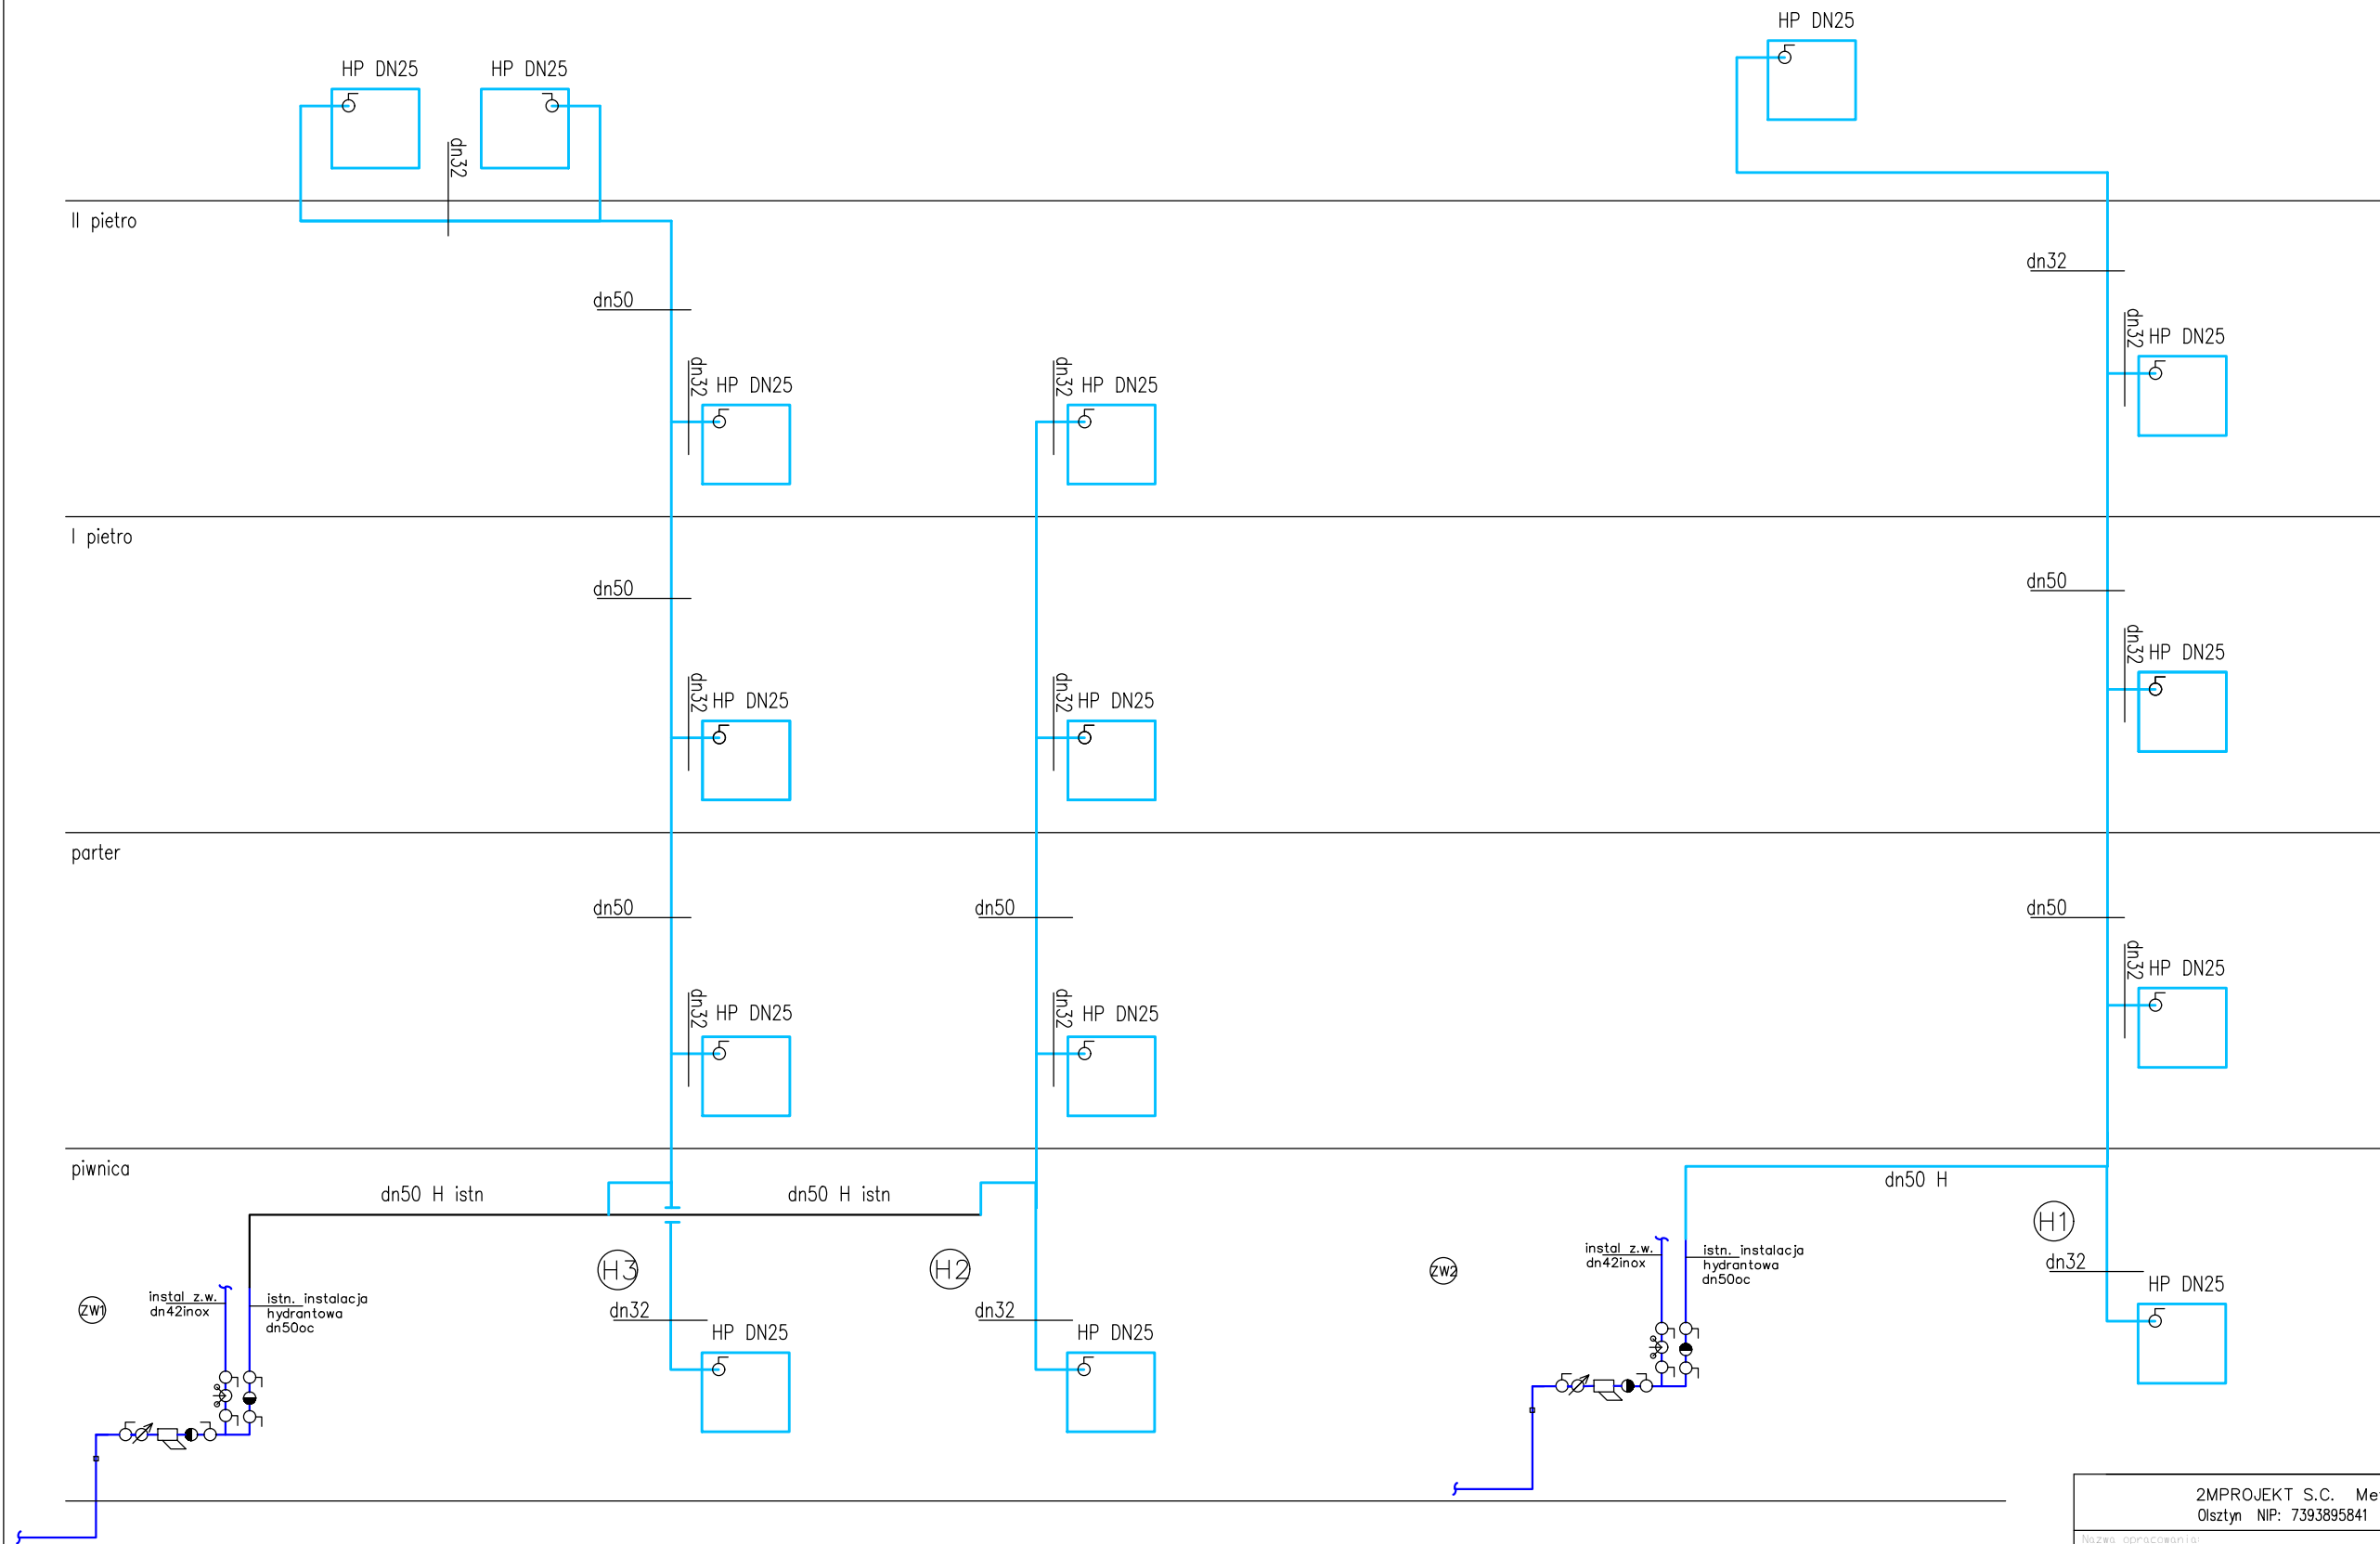 HP DN25
HP DN25
HP DN25
dn32
II pietro
dn32
dn50
dn32
HP DN25
dn32
HP DN25
dn32
HP DN25
I pietro
dn50
dn50
dn32
HP DN25
dn32
HP DN25
dn32
HP DN25
parter
dn50
dn50
dn50
dn32
HP DN25
dn32
HP DN25
dn32
HP DN25
piwnica
dn50 H istn
dn50 H istn
dn50 H
H1
H3
H2
ZW2
instal z.w.
dn42inox
istn. instalacja
hydrantowa
dn50oc
dn32
HP DN25
ZW1
instal z.w.
dn42inox
istn. instalacja
hydrantowa
dn50oc
dn32
HP DN25
dn32
HP DN25
2MPROJEKT S.C. Me
Olsztyn NIP: 7393895841
Nazwa opracowania: